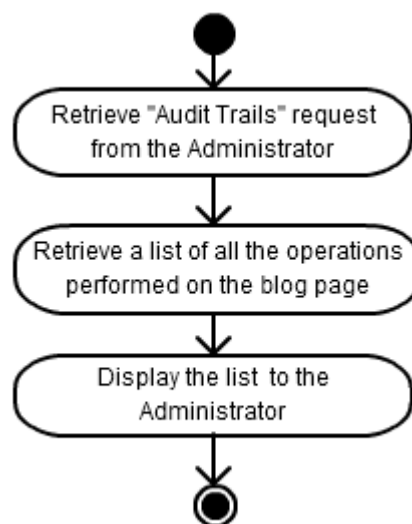 Retrieve "Audit Trails" request
from the Administrator
Retrieve a list of all the operations
performed on the blog page
Display the list to the
Administrator